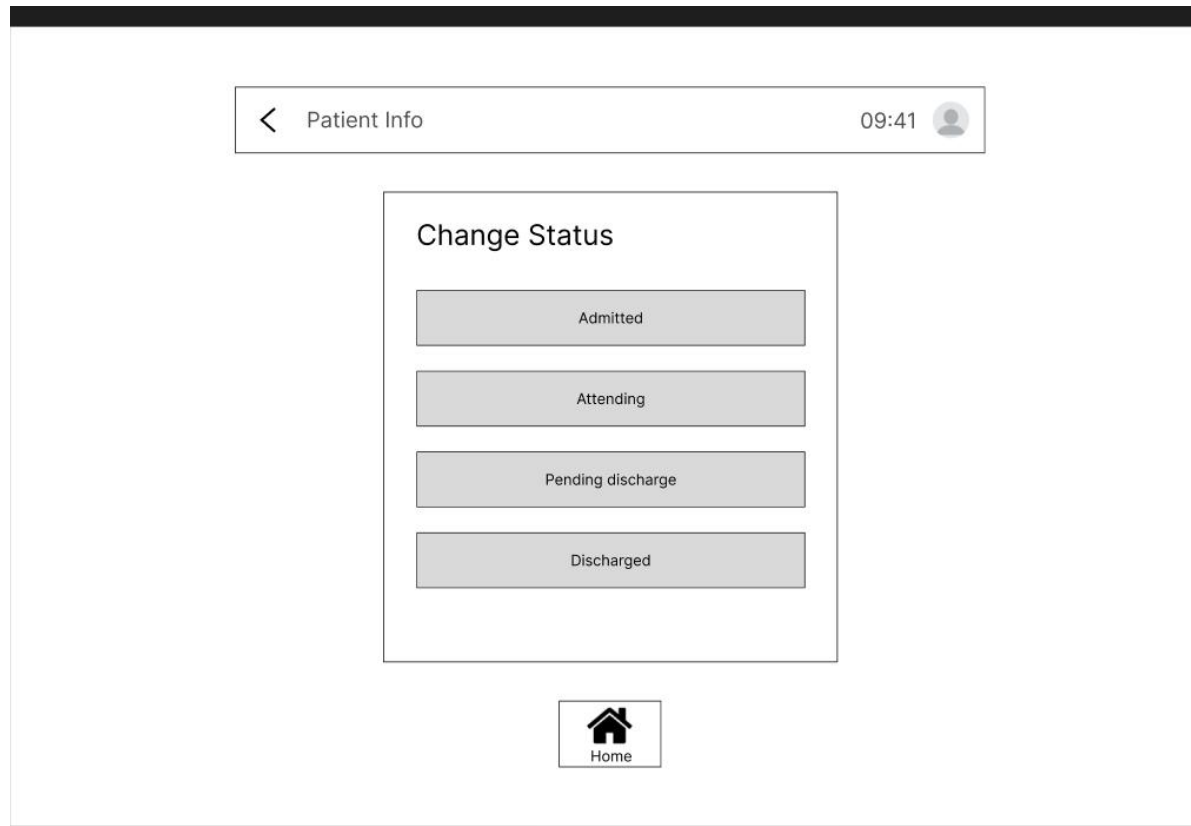 Patient Info
09:41
Change Status
Admitted
Attending
Pending discharge
Discharged
Home